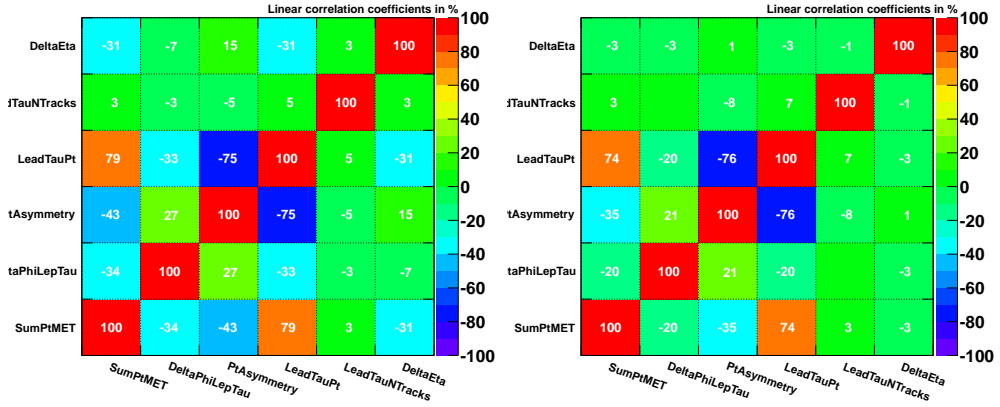 Linear correlation coefficients in %
DeltaEta -31 -7 15 -31 3 100
dTauNTracks 3 -3 -5 5 100 3
LeadTauPt 79 -33 -75 100 5 -31
tAsymmetry -43 27 100 -75 -5 15
taPhiLepTau -34 100 27 -33 -3 -7
SumPtMET 100 -34 -43 79 3 -31
SumPtMET DeltaPhiLepTau PtAsymmetry LeadTauPt LeadTauNTracks DeltaEta
100
80
60
40
20
0
-20
-40
-60
-80
-100
Linear correlation coefficients in %
DeltaEta -3 -3 1 -3 -1 100
dTauNTracks 3 -8 7 100 -1
LeadTauPt 74 -20 -76 100 7 -3
tAsymmetry -35 21 100 -76 -8 1
taPhiLepTau -20 100 21 -20 -3
SumPtMET 100 -20 -35 74 3 -3
SumPtMET DeltaPhiLepTau PtAsymmetry LeadTauPt LeadTauNTracks DeltaEta
100
80
60
40
20
0
-20
-40
-60
-80
-100